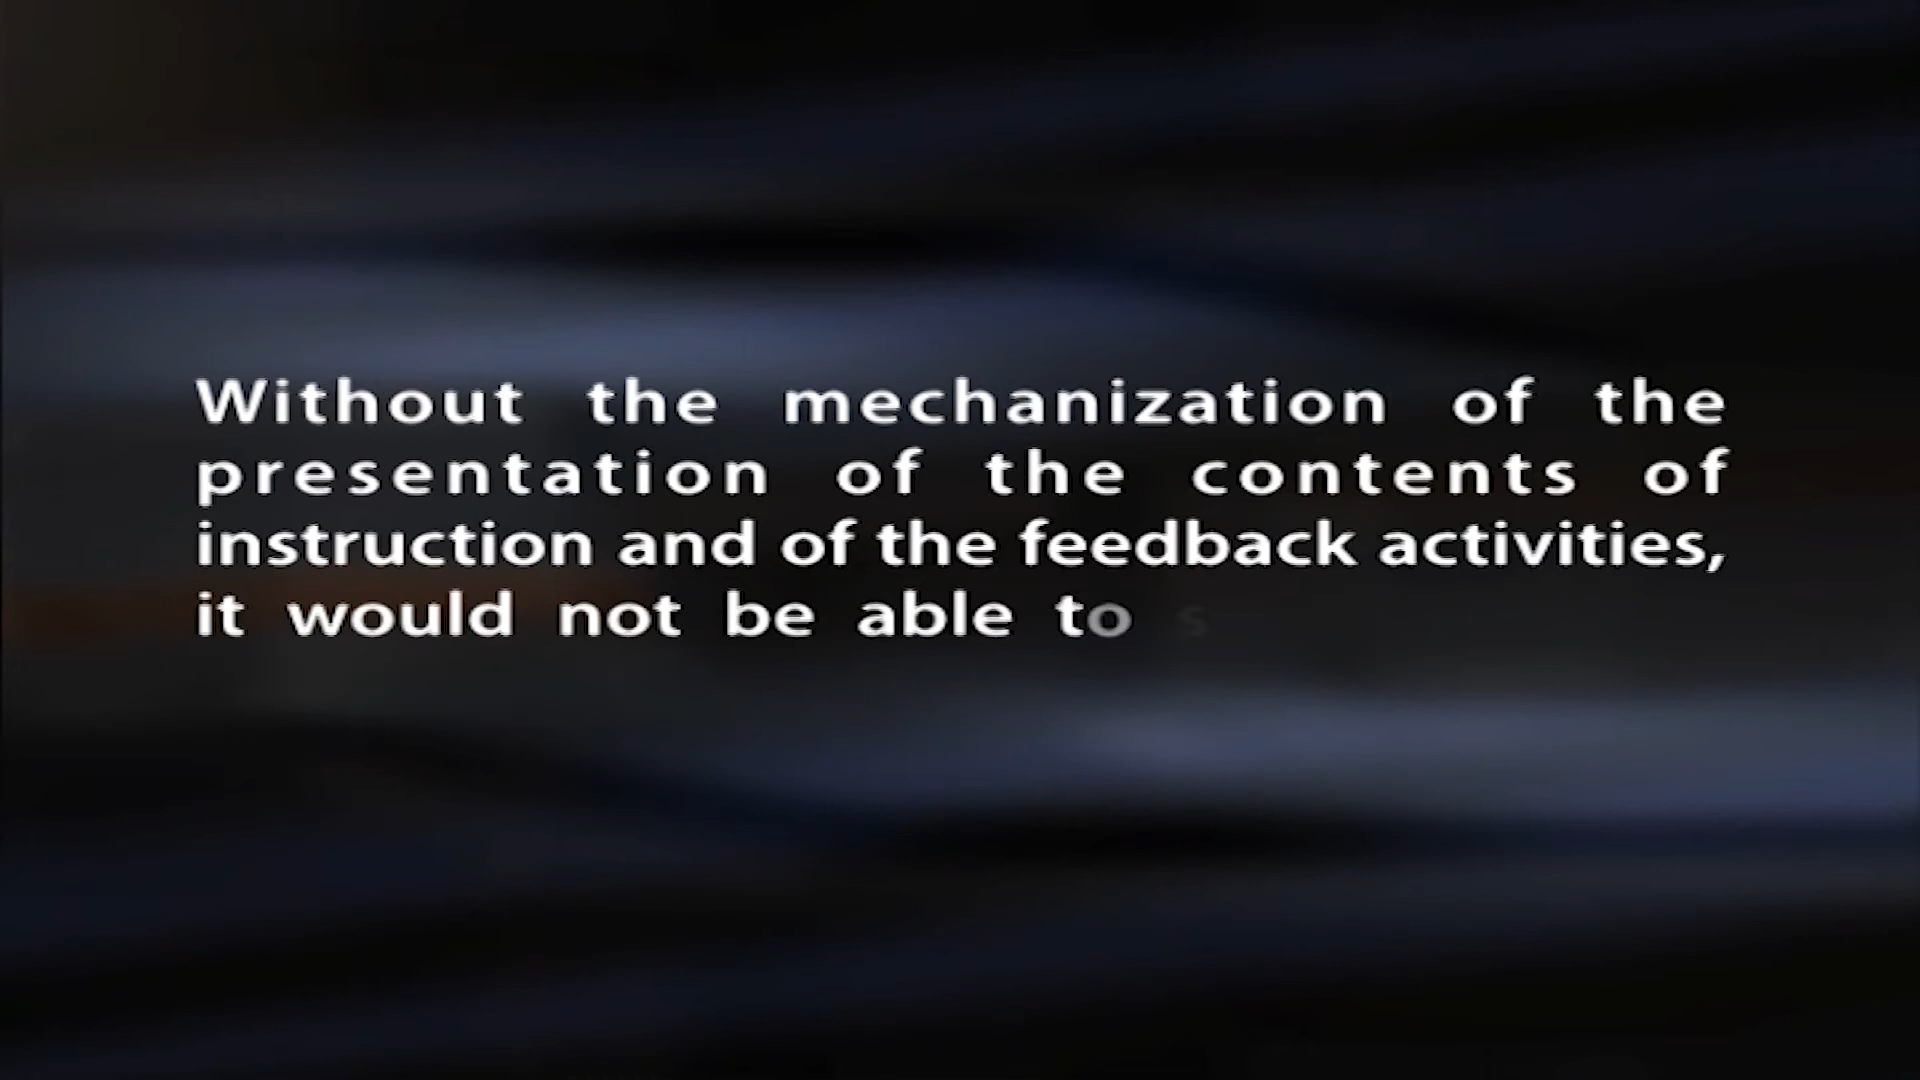 Without the mechanization of the
presentation of the contents of
instruction and of the feedback activities,
it would not be able to s